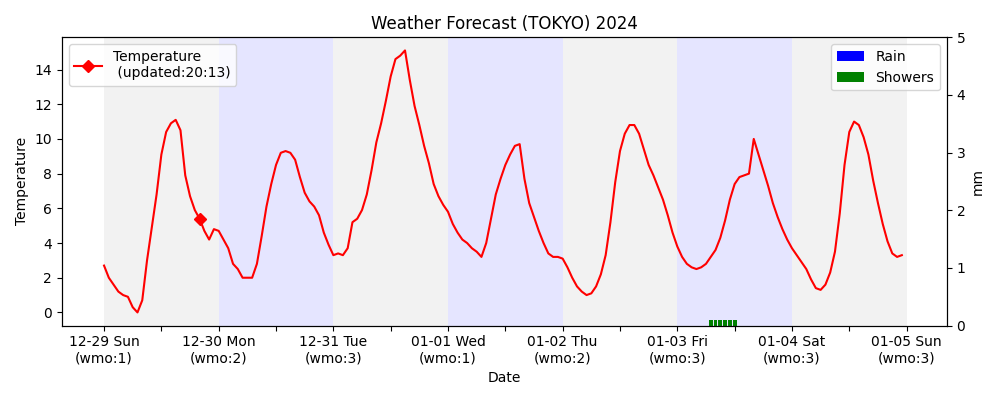 Weather Forecast (TOKYO) 2024
Temperature
(updated:20:13)
Rain
Showers
Temperature
14
12
10
8
6
4
2
0
5
4
3
2
1
0
mm
12-29 Sun
(wmo:1)
12-30 Mon
(wmo:2)
12-31 Tue
(wmo:3)
01-01 Wed
(wmo:1)
01-02 Thu
(wmo:2)
01-03 Fri
(wmo:3)
01-04 Sat
(wmo:3)
01-05 Sun
(wmo:3)
Date